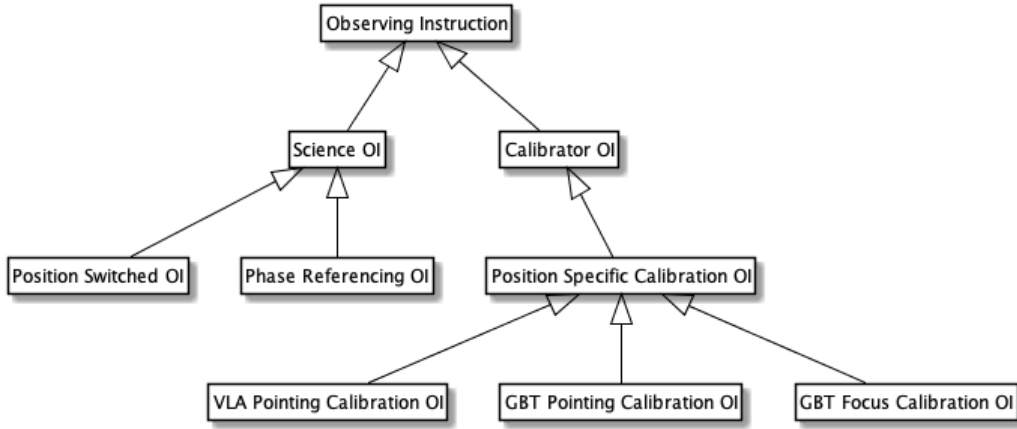 Observing Instruction
Science OI
Calibrator OI
Position Switched OI
Phase Referencing OI
Position Specific Calibration OI
VLA Pointing Calibration OI
GBT Pointing Calibration OI
GBT Focus Calibration OI